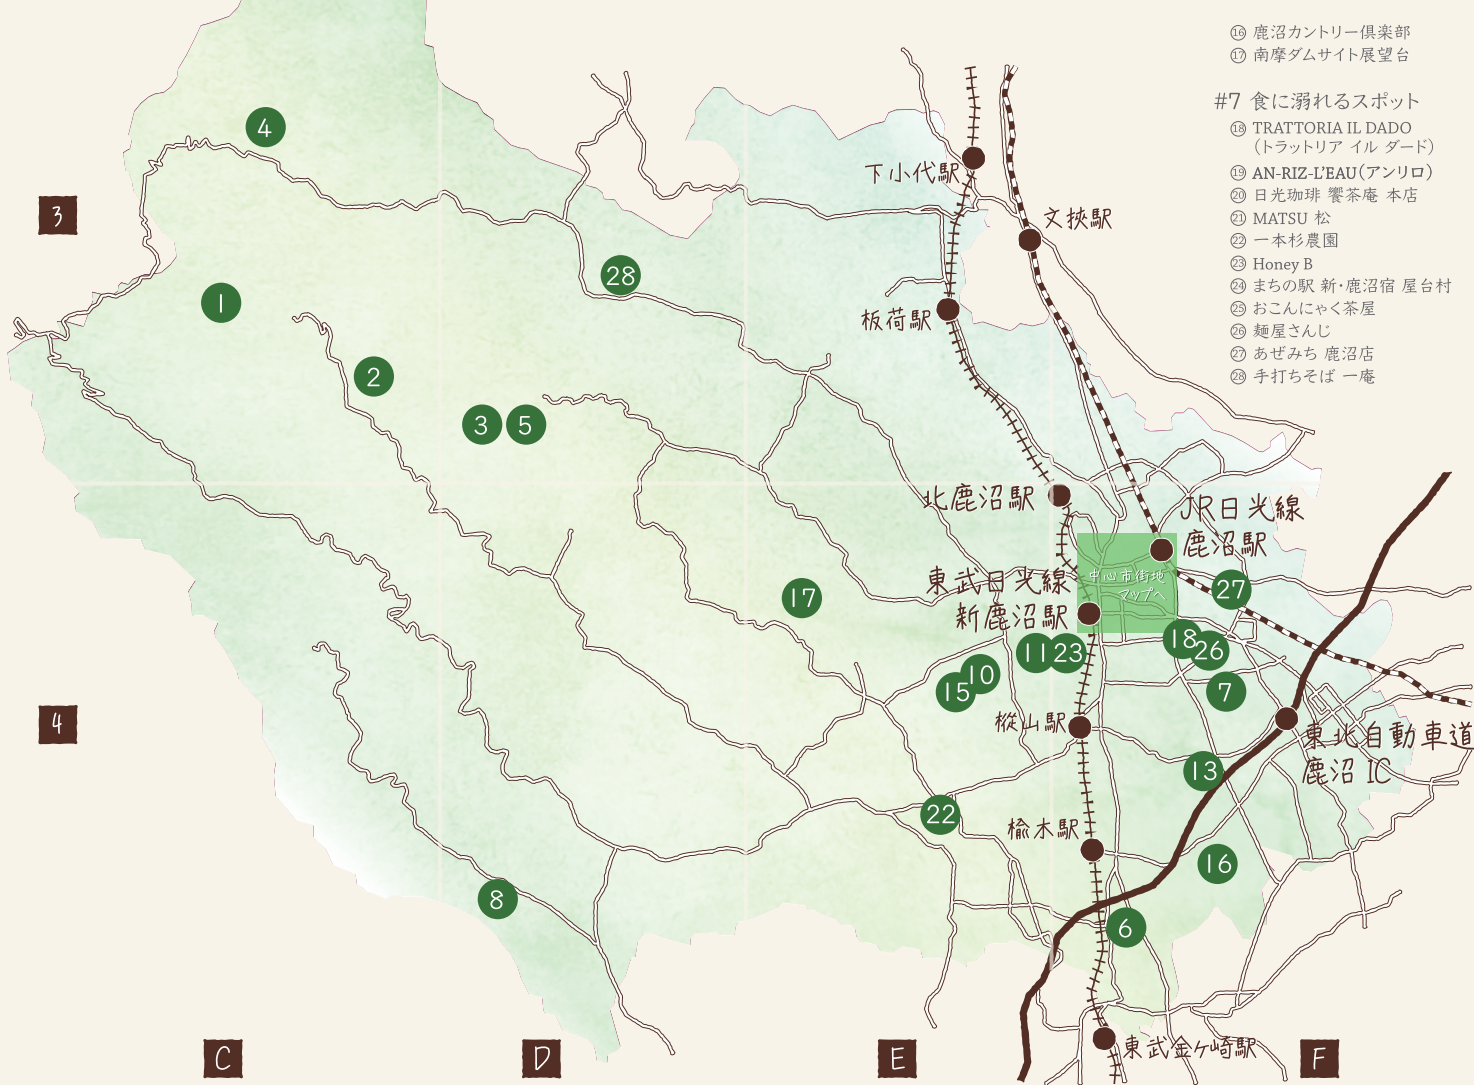 ⑯ 鹿沼カントリー倶楽部
⑰ 南摩ダムサイト展望台
#7 食に溺れるスポット
⑱ TRATTORIA IL DADO
（トラットリア イル ダード）
⑲ AN-RIZ-L'EAU（アンリロ）
⑳ 日光珈琲 饗茶庵 本店
㉑ MATSU 松
㉒ 一本杉農園
㉓ Honey B
㉔ まちの駅 新・鹿沼宿 屋台村
㉕ おこんにゃく茶屋
㉖ 麺屋さんじ
㉗ あぜみち 鹿沼店
㉘ 手打ちそば 一庵
4
下小代駅
3
文挾駅
28
1
板荷駅
2
3
5
北鹿沼駅
JR日光線
鹿沼駅
東武日光線
新鹿沼駅
中心市街地
マップへ
27
17
18
26
11
23
10
15
7
4
樅山駅
東北自動車道
鹿沼 IC
13
22
楡木駅
16
8
6
東武金ヶ崎駅
C
D
E
F